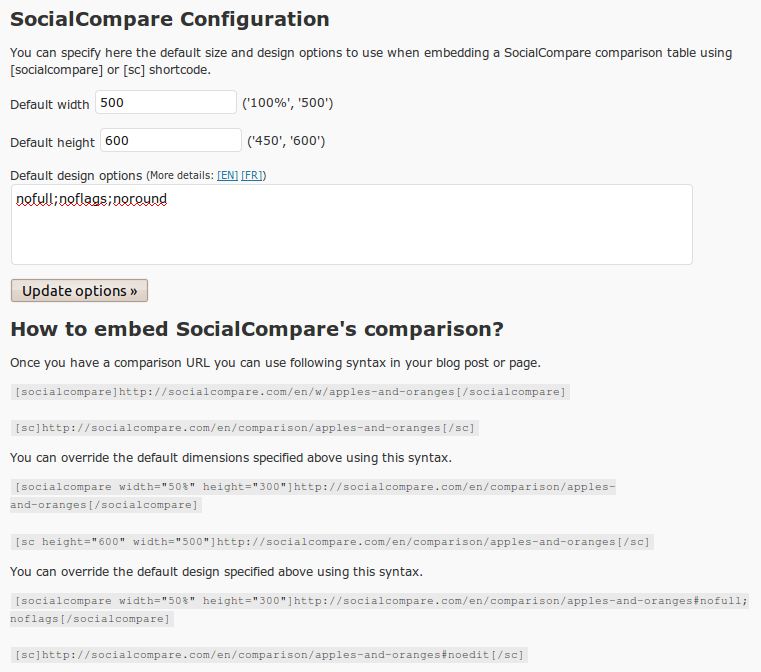 SocialCompare Configuration
You can specify here the default size and design options to use when embedding a SocialCompare comparison table using
[socialcompare] or [sc] shortcode.
Default width 500 ('100%', '500')
Default height 600 ('450', '600')
Default design options (More details: [EN] [FR])
nofull;noflags;noround
Update options »
How to embed SocialCompare's comparison?
Once you have a comparison URL you can use following syntax in your blog post or page.
[socialcompare]http://socialcompare.com/en/w/apples-and-oranges[/socialcompare]
[sc]http://socialcompare.com/en/comparison/apples-and-oranges[/sc]
You can override the default dimensions specified above using this syntax.
[socialcompare width="50%" height="300"]http://socialcompare.com/en/comparison/apples-
and-oranges[/socialcompare]
[sc height="600" width="500"]http://socialcompare.com/en/comparison/apples-and-oranges[/sc]
You can override the default design specified above using this syntax.
[socialcompare width="50%" height="300"]http://socialcompare.com/en/comparison/apples-and-oranges#nofull;
noflags[/socialcompare]
[sc]http://socialcompare.com/en/comparison/apples-and-oranges#noedit[/sc]